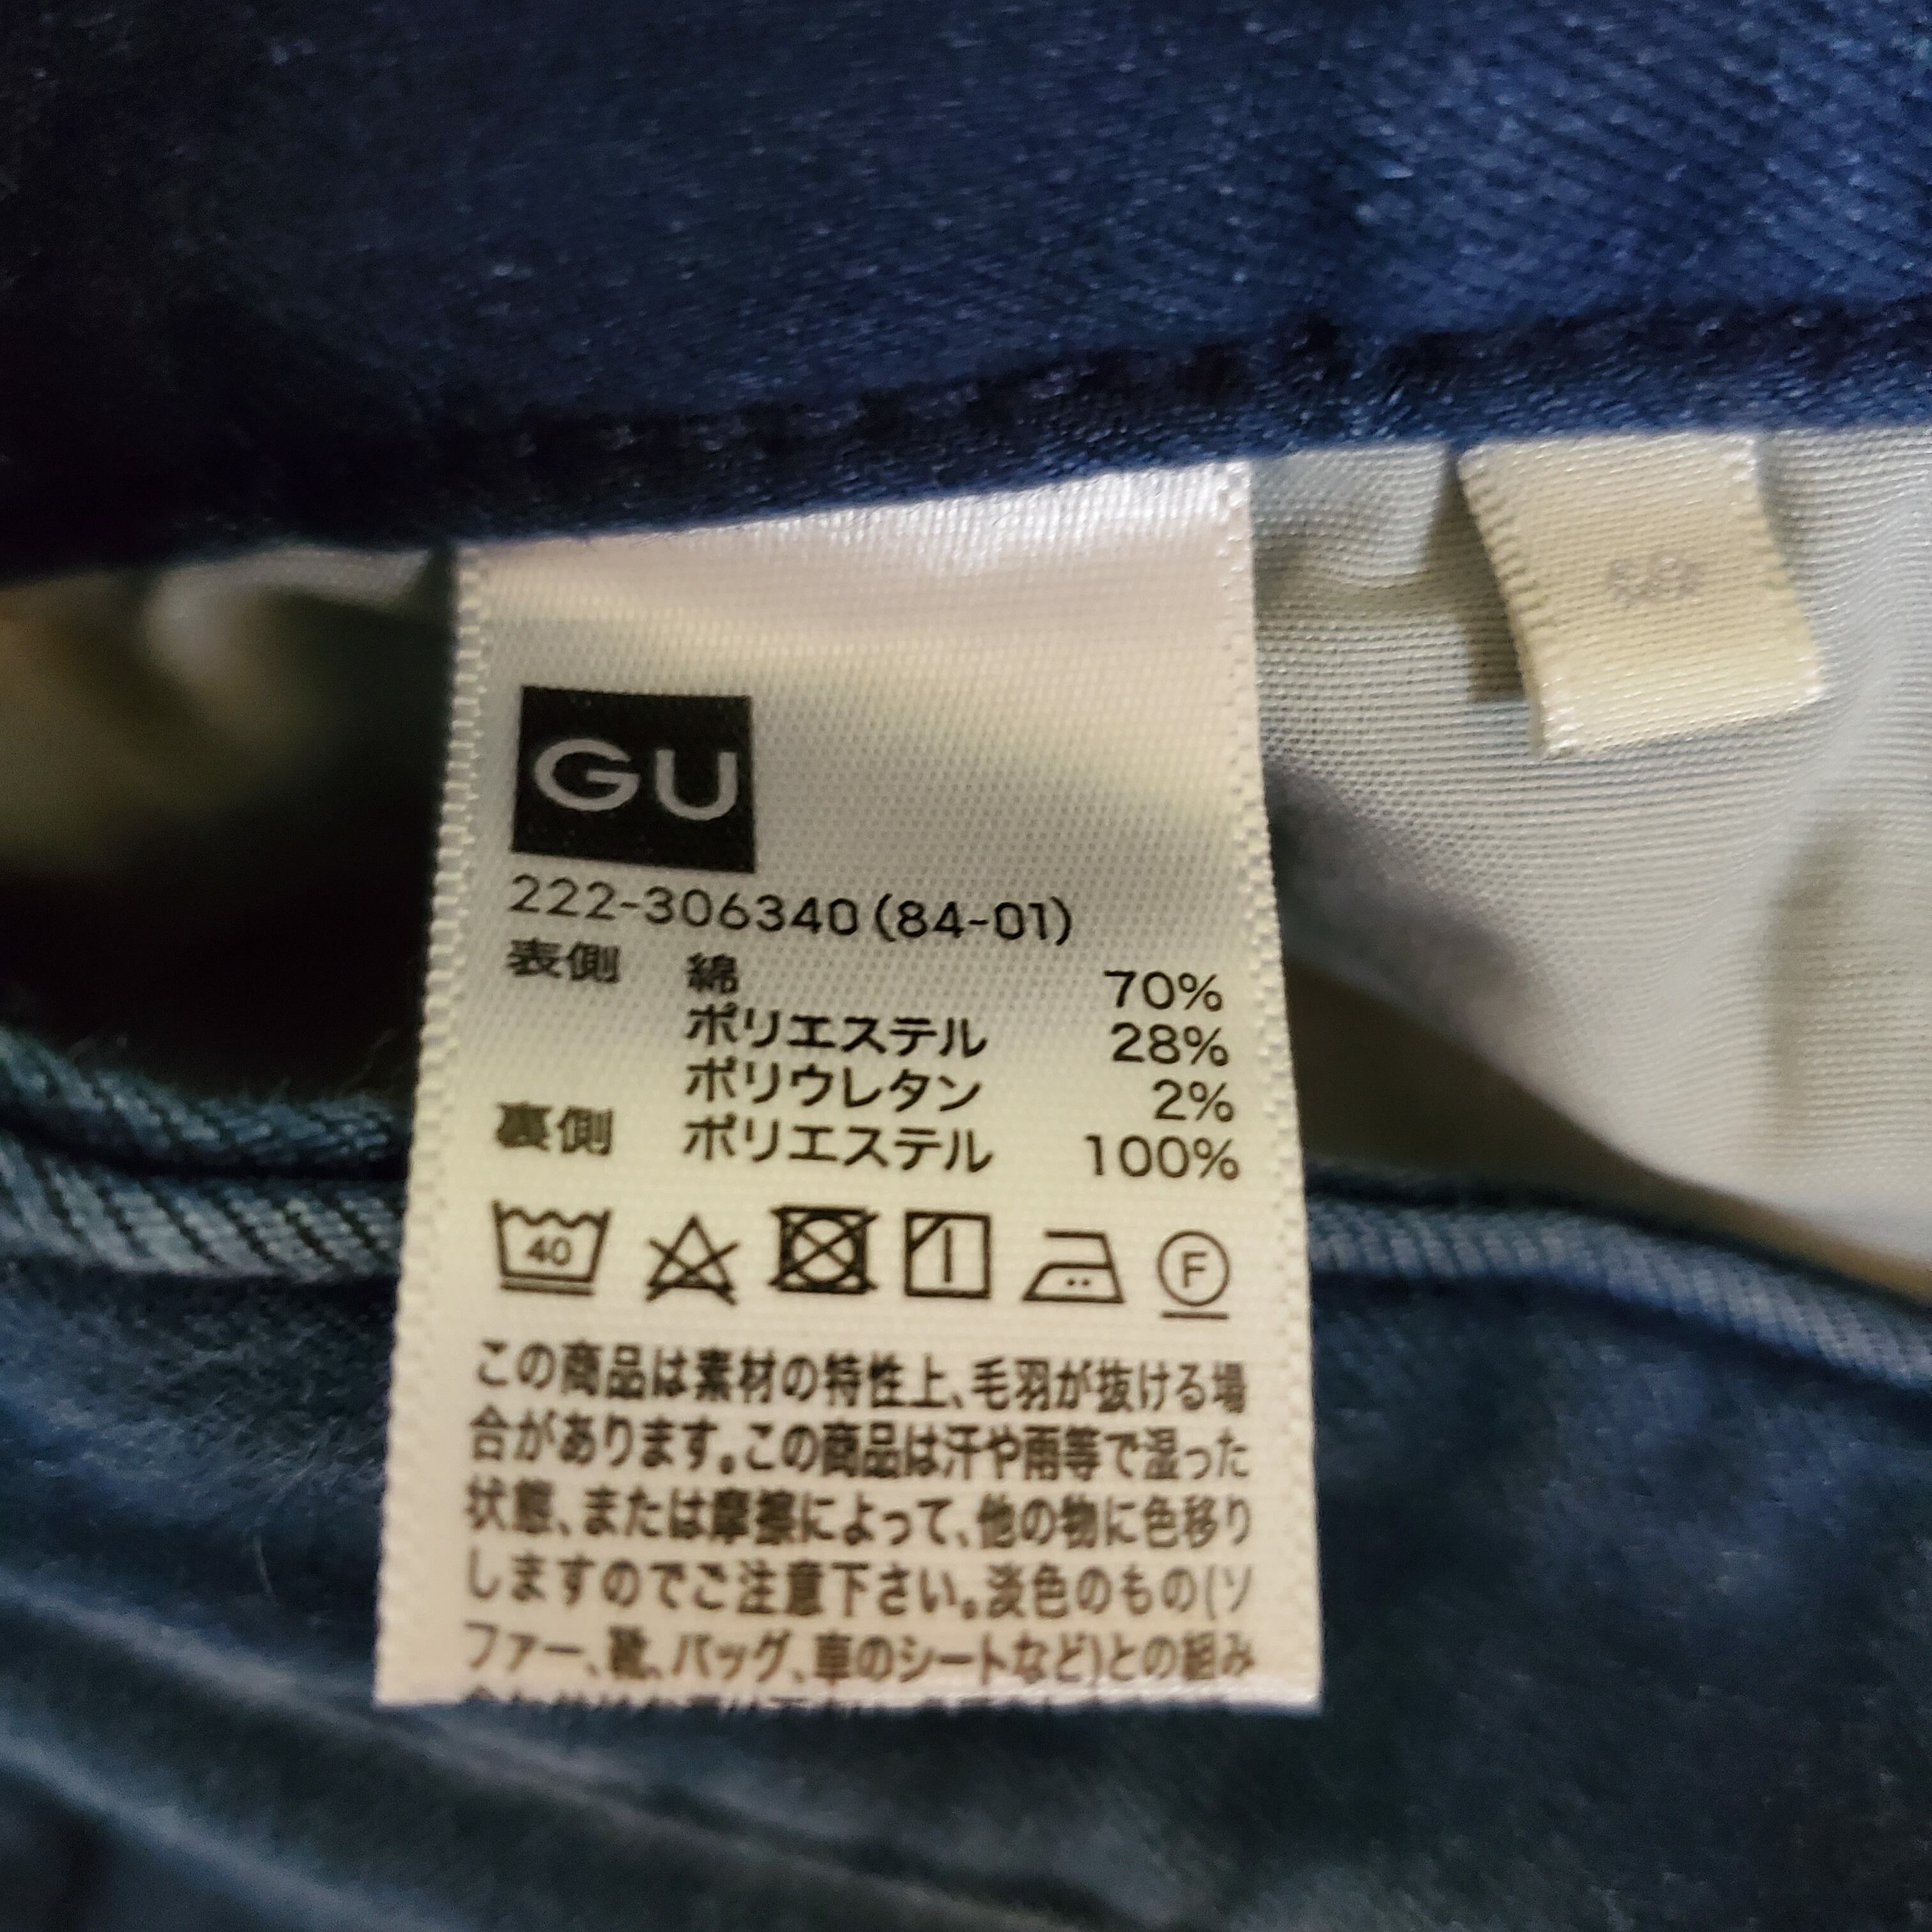 GU
222-306340(84-01)
表側 綿 70%
ポリエステル 28%
ポリウレタン 2%
裏側 ポリエステル 100%
40
F
この商品は素材の特性上、毛羽が抜ける場
合があります。この商品は汗や雨等で湿った
状態、または摩擦によって、他の物に色移り
しますのでご注意下さい。淡色のもの(ソ
ファー、靴、バッグ、車のシートなど)との組み